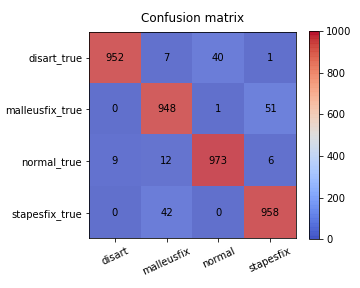 Confusion matrix
disart_true 952 7 40 1
malleusfix_true 0 948 1 51
normal_true 9 12 973 6
stapesfix_true 0 42 0 958
disart malleusfix normal stapesfix
1000
800
600
400
200
0